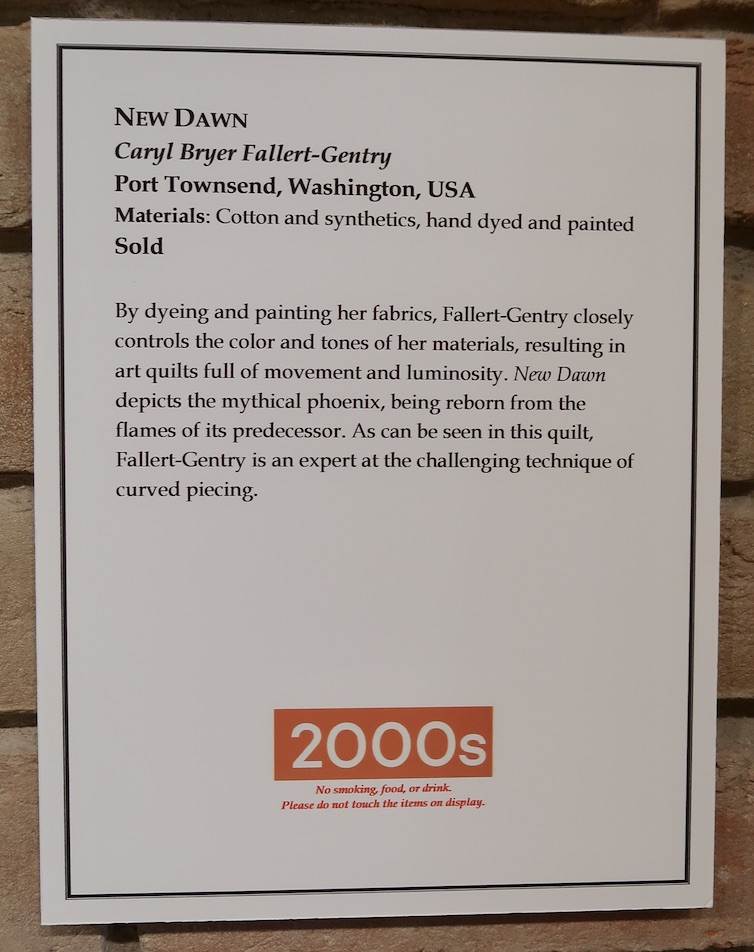 NEW DAWN
Caryl Bryer Fallert-Gentry
Port Townsend, Washington, USA
Materials: Cotton and synthetics, hand dyed and painted
Sold
By dyeing and painting her fabrics, Fallert-Gentry closely
controls the color and tones of her materials, resulting in
art quilts full of movement and luminosity. New Dawn
depicts the mythical phoenix, being reborn from the
flames of its predecessor. As can be seen in this quilt,
Fallert-Gentry is an expert at the challenging technique of
curved piecing.
2000s
No smoking, food, or drink.
Please do not touch the items on display.